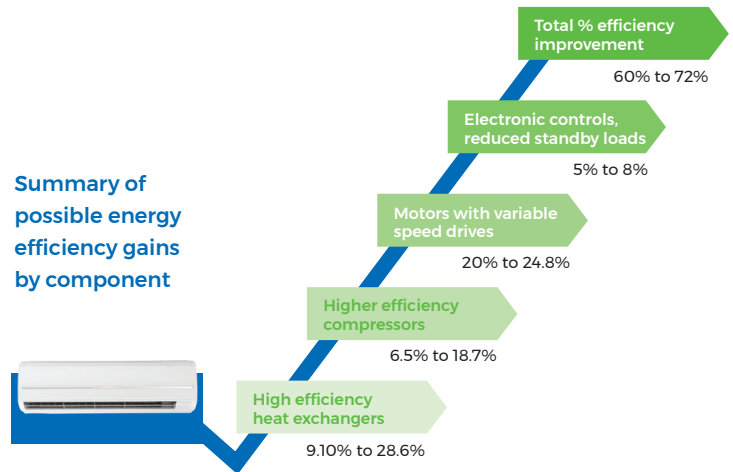 Total % efficiency
improvement
60% to 72%
Electronic controls,
reduced standby loads
5% to 8%
Summary of
possible energy
efficiency gains
by component
Motors with variable
speed drives
20% to 24.8%
Higher efficiency
compressors
6.5% to 18.7%
High efficiency
heat exchangers
9.10% to 28.6%